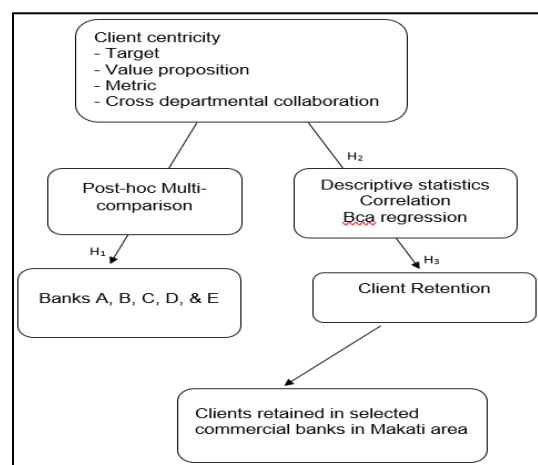 Client centricity
- Target
- Value proposition
- Metric
- Cross departmental collaboration
H₂
Post-hoc Multi-
comparison
Descriptive statistics
Correlation
Bca regression
H₁
H₃
Banks A, B, C, D, & E
Client Retention
Clients retained in selected
commercial banks in Makati area